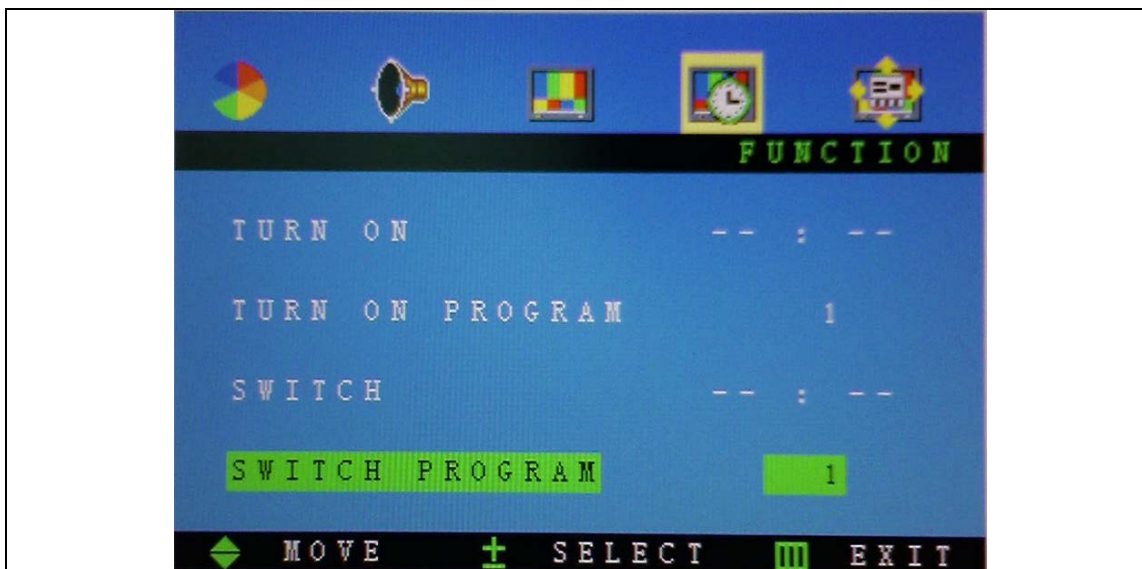 FUNCTION
TURN ON -- : --
TURN ON PROGRAM 1
SWITCH -- : --
SWITCH PROGRAM 1
MOVE ± SELECT EXIT